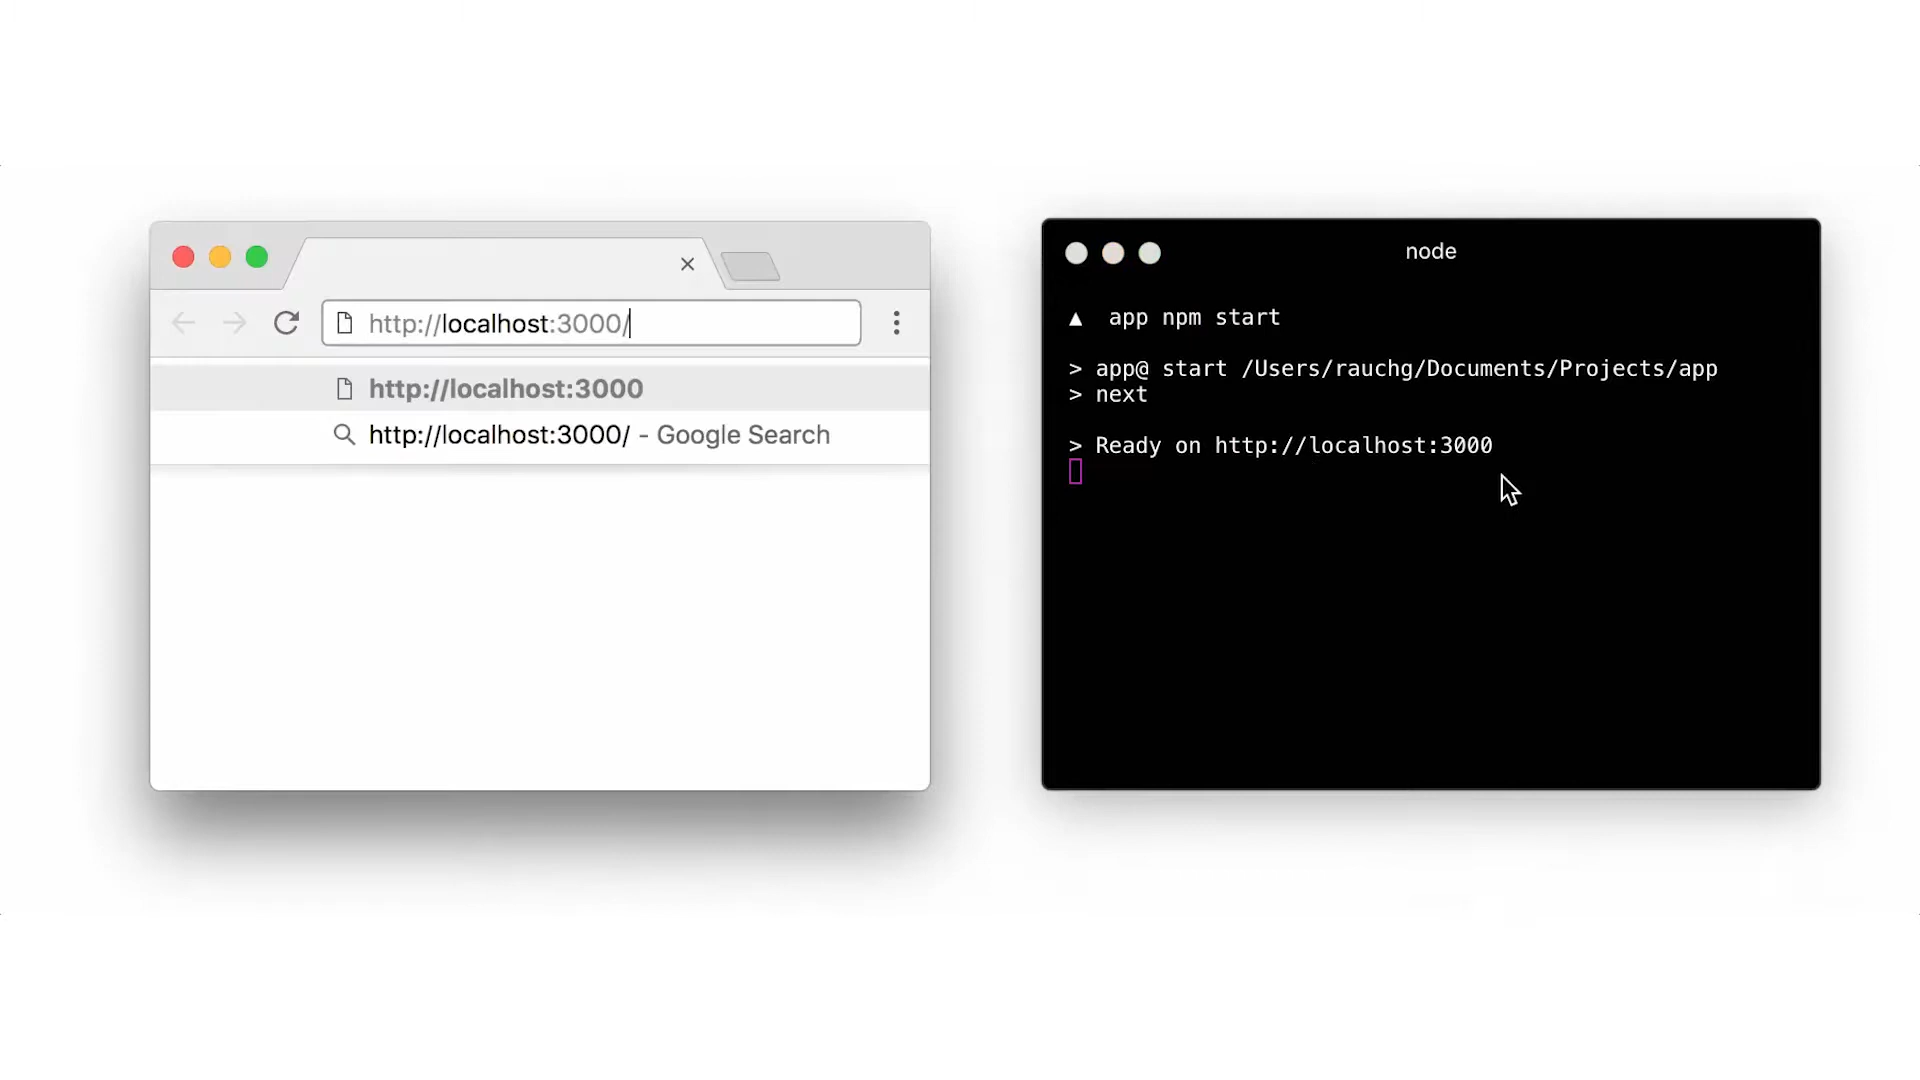 http://localhost:3000/
http://localhost:3000
http://localhost:3000/ - Google Search
node
▲ app npm start
> app@ start /Users/rauchg/Documents/Projects/app
> next
> Ready on http://localhost:3000